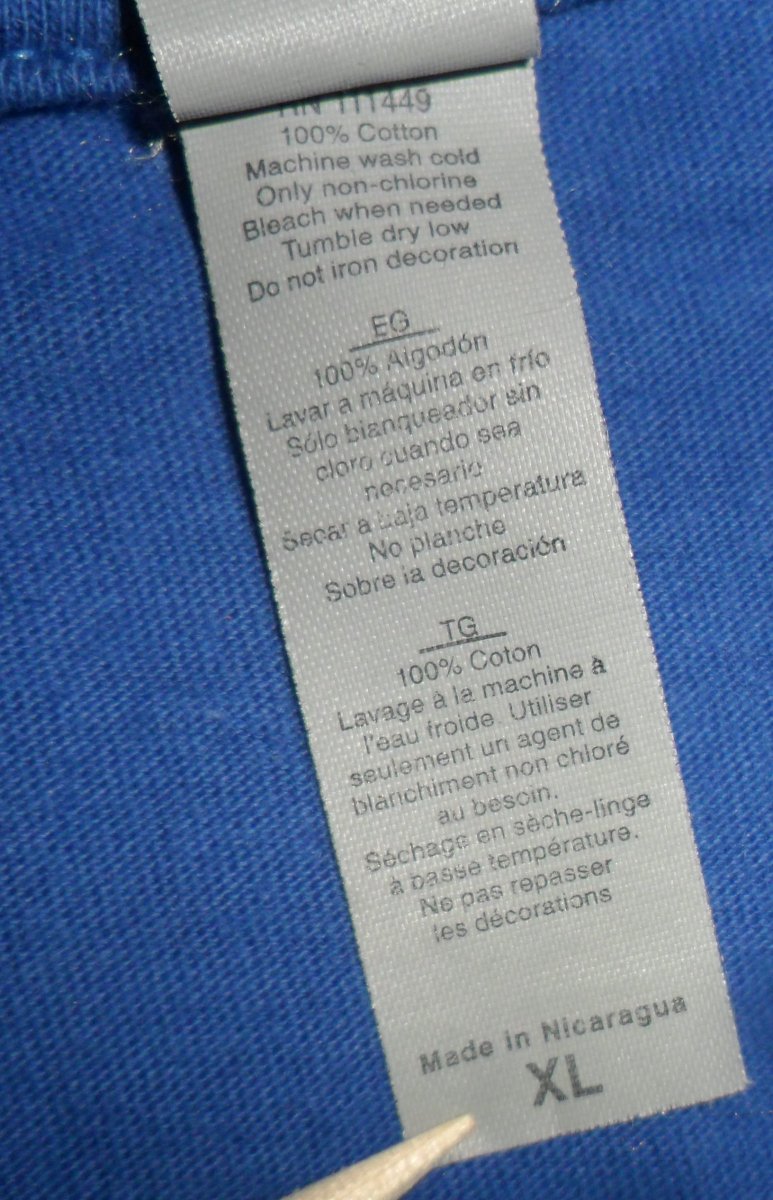 RN 111449
100% Cotton
Machine wash cold
Only non-chlorine
Bleach when needed
Tumble dry low
Do not iron decoration
EG
100% Algodón
Lavar a máquina en frío
Sólo blanqueador sin
cloro cuando sea
necesario
Secar a baja temperatura
No planche
Sobre la decoración
TG
100% Coton
Lavage à la machine à
l'eau froide. Utiliser
seulement un agent de
blanchiment non chloré
au besoin.
Séchage en sèche-linge
à basse température.
Ne pas repasser
les décorations
Made in Nicaragua
XL